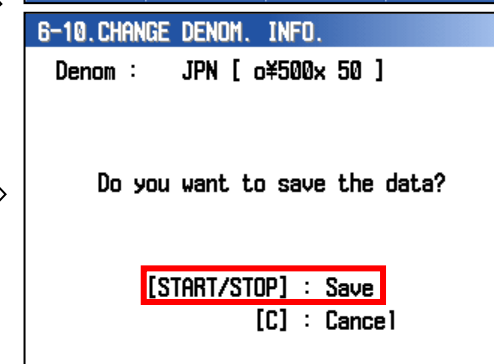 6-10.CHANGE DENOM. INFO.
Denom : JPN [ o¥500x 50 ]
Do you want to save the data?
[START/STOP] : Save
[C] : Cancel